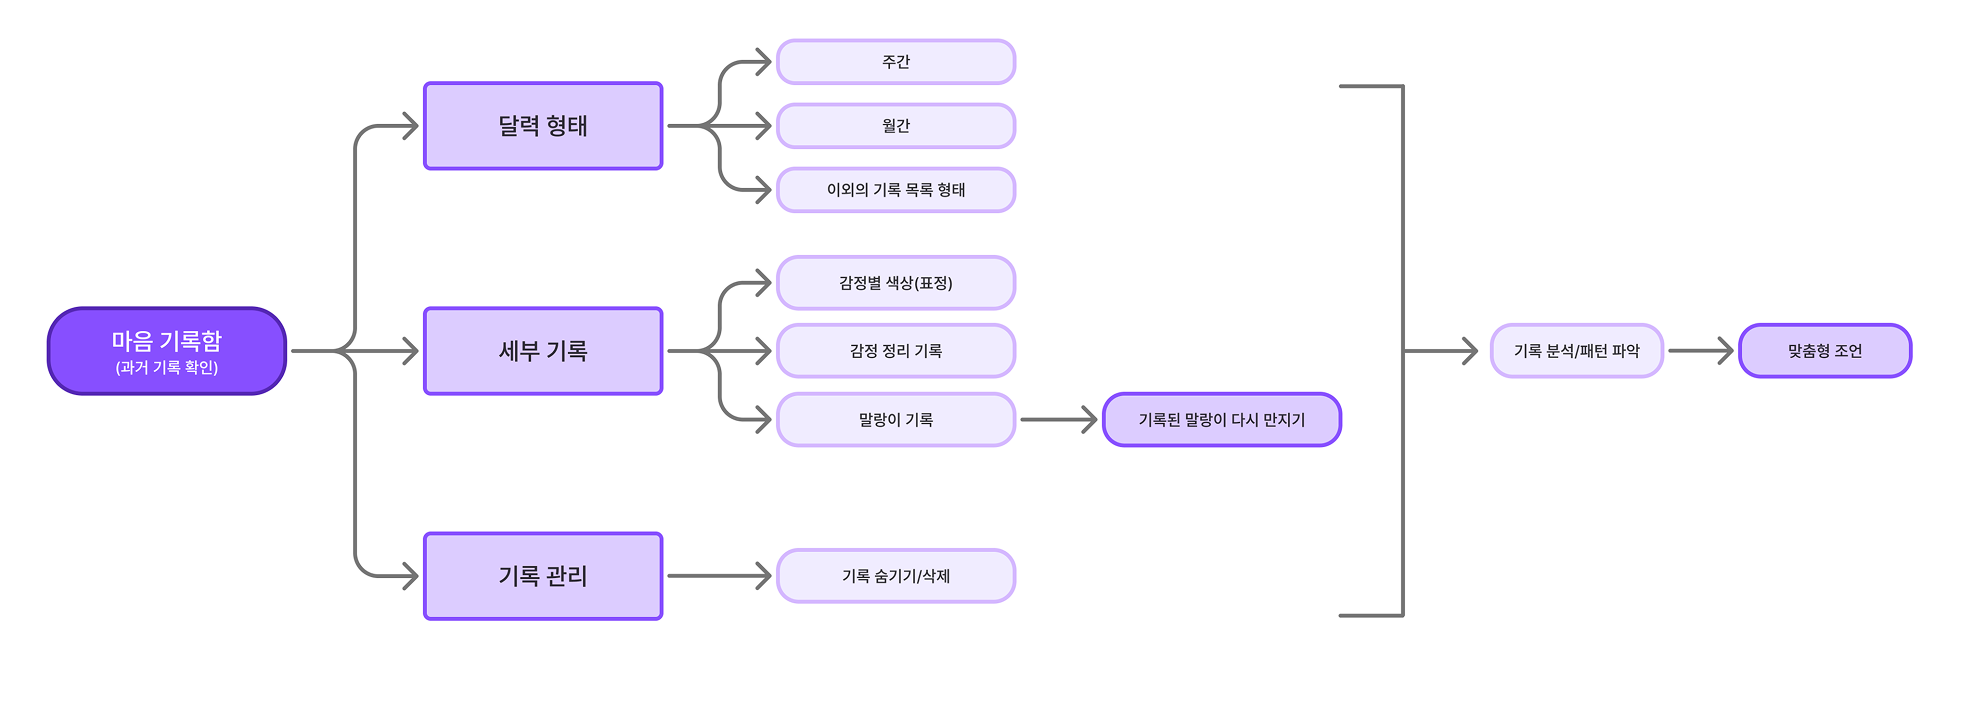 마음 기록함
(과거 기록 확인)
달력 형태
주간
월간
이외의 기록 목록 형태
세부 기록
감정별 색상(표정)
감정 정리 기록
말랑이 기록
기록된 말랑이 다시 만지기
기록 관리
기록 숨기기/삭제
기록 분석/패턴 파악
맞춤형 조언